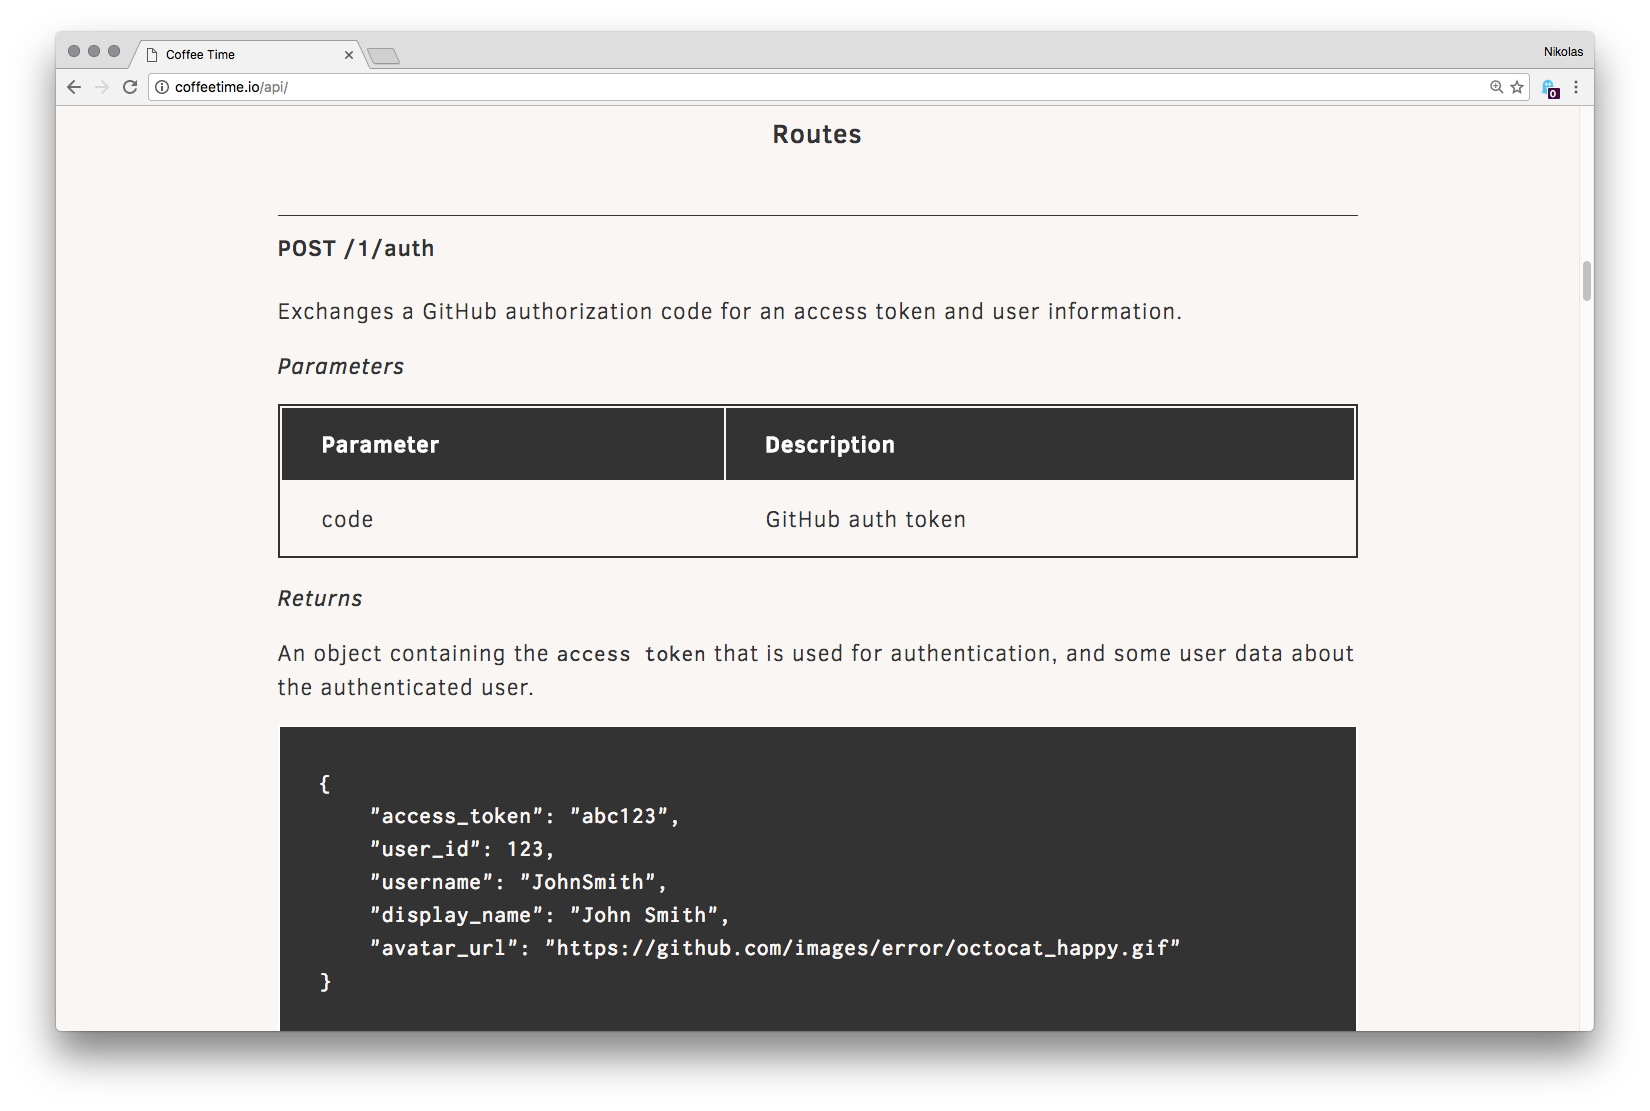 Coffee Time
Nikolas
coffeetime.io/api/
0
Routes
POST /1/auth
Exchanges a GitHub authorization code for an access token and user information.
Parameters
Parameter Description
code GitHub auth token
Returns
An object containing the access token that is used for authentication, and some user data about
the authenticated user.
{
"access_token": "abc123",
"user_id": 123,
"username": "JohnSmith",
"display_name": "John Smith",
"avatar_url": "https://github.com/images/error/octocat_happy.gif"
}